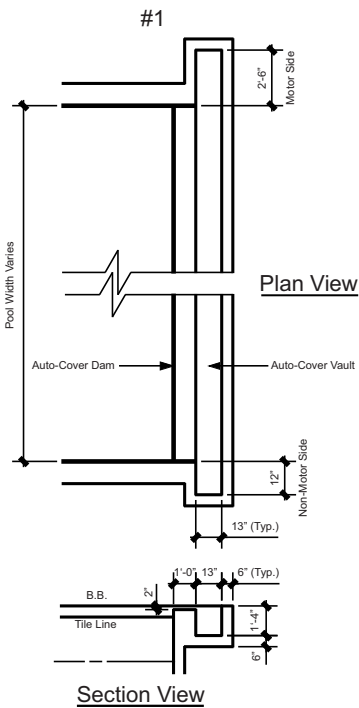 #1
2'-6"
Motor Side
Pool Width Varies
Plan View
Auto-Cover Dam
Auto-Cover Vault
12"
Non-Motor Side
13" (Typ.)
1'-0" 13" 6" (Typ.)
B.B.
2"
Tile Line
1'-4"
6"
Section View